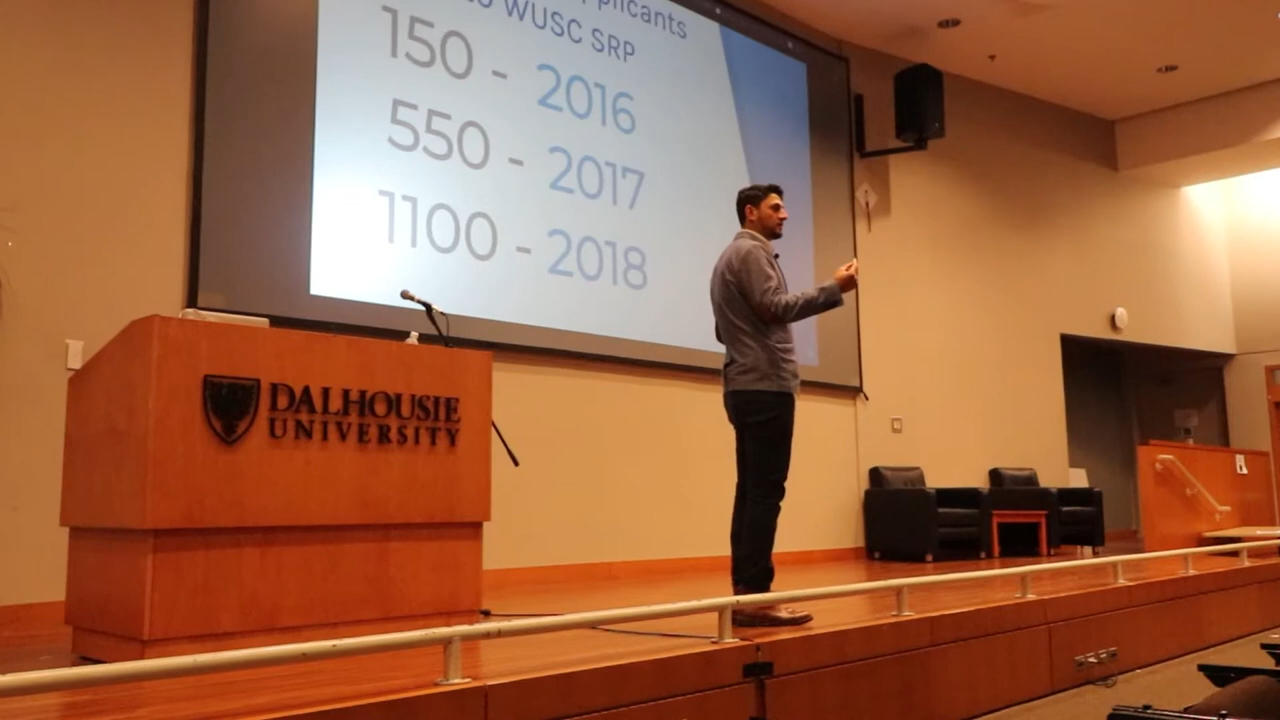 WUSC SRP
150 - 2016
550 - 2017
1100 - 2018
DALHOUSIE
UNIVERSITY